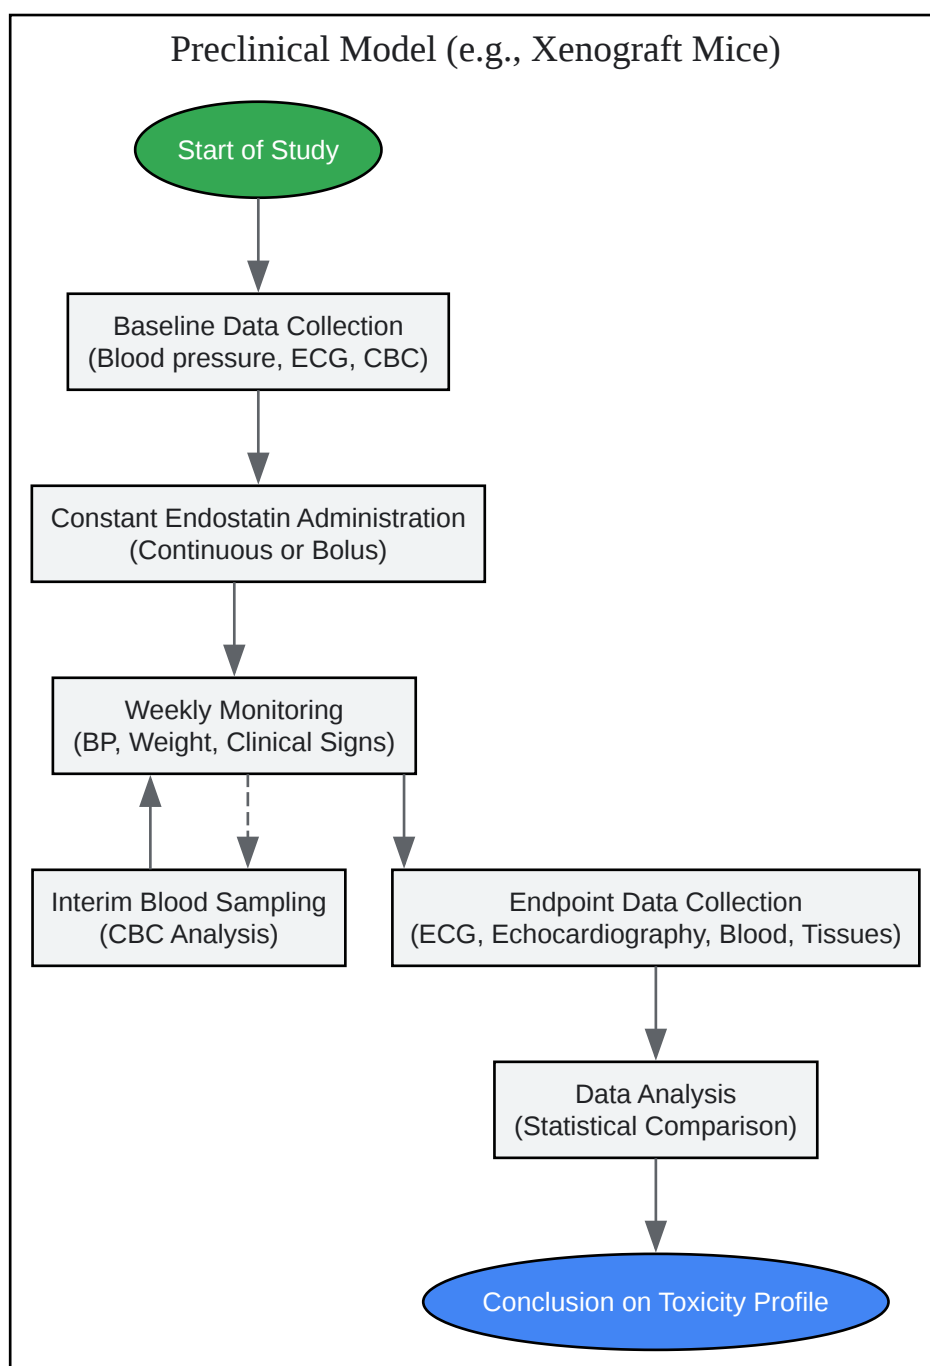 Preclinical Model (e.g., Xenograft Mice)
Start of Study
Baseline Data Collection
(Blood pressure, ECG, CBC)
Constant Endostatin Administration
(Continuous or Bolus)
Weekly Monitoring
(BP, Weight, Clinical Signs)
Interim Blood Sampling
(CBC Analysis)
Endpoint Data Collection
(ECG, Echocardiography, Blood, Tissues)
Data Analysis
(Statistical Comparison)
Conclusion on Toxicity Profile